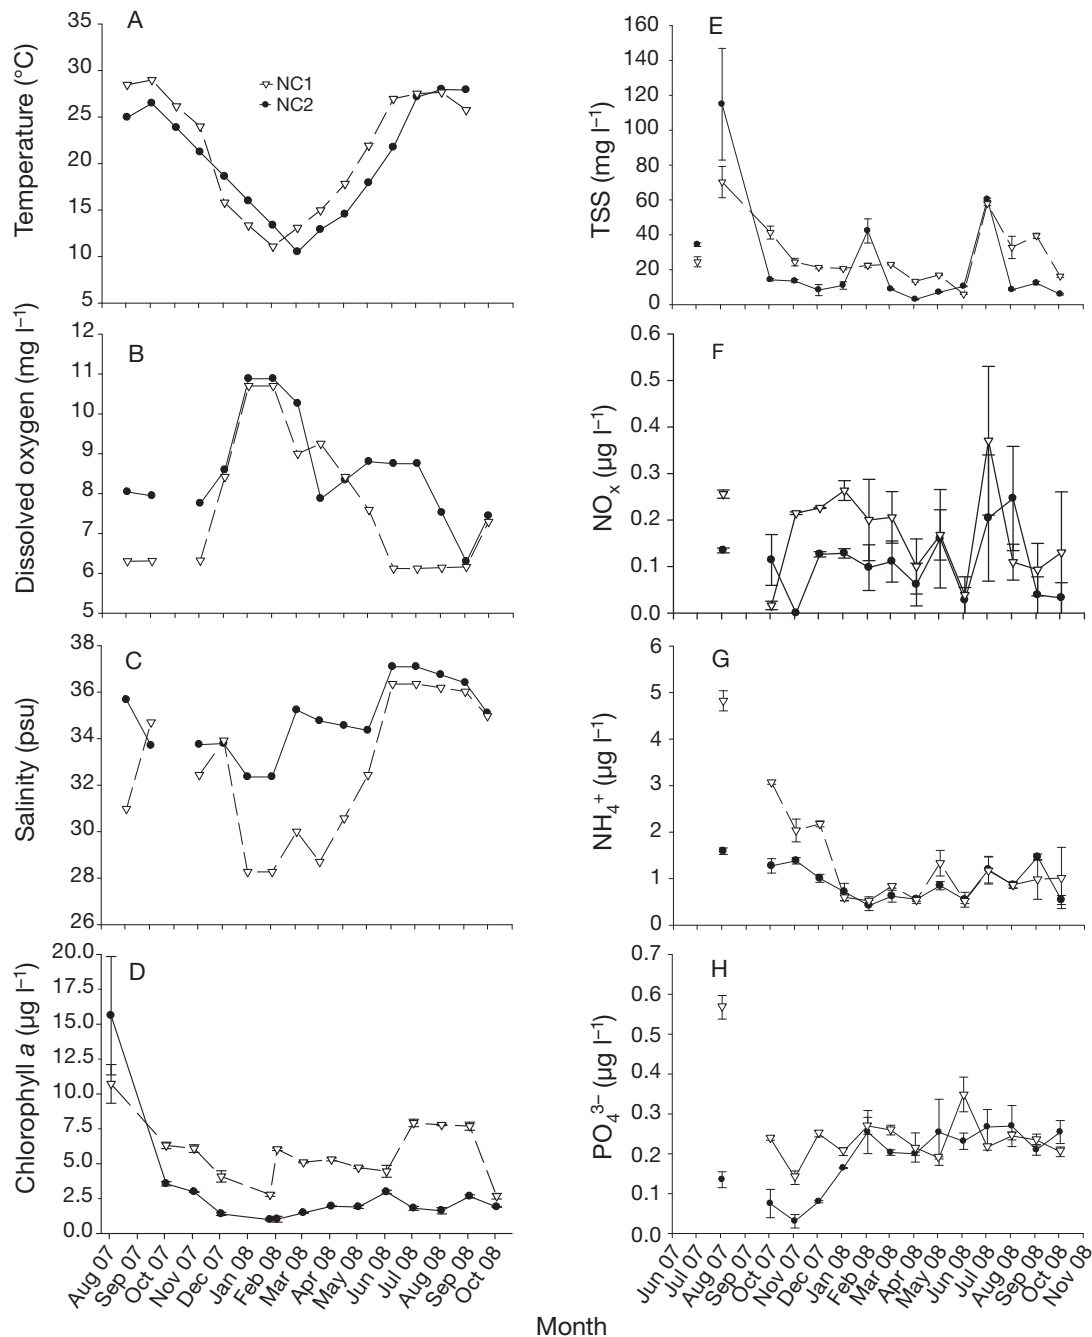 A
Temperature (°C)
35
30
25
20
15
10
5
NC1
NC2
B
Dissolved oxygen (mg l⁻¹)
12
11
10
9
8
7
6
5
C
Salinity (psu)
38
36
34
32
30
28
26
D
Chlorophyll a (µg l⁻¹)
20.0
17.5
15.0
12.5
10.0
7.5
5.0
2.5
0.0
Aug 07
Sep 07
Oct 07
Nov 07
Dec 07
Jan 08
Feb 08
Mar 08
Apr 08
May 08
Jun 08
Jul 08
Aug 08
Sep 08
Oct 08
E
TSS (mg l⁻¹)
160
140
120
100
80
60
40
20
0
F
NOₓ (µg l⁻¹)
0.6
0.5
0.4
0.3
0.2
0.1
0.0
G
NH₄⁺ (µg l⁻¹)
6
5
4
3
2
1
0
H
PO₄³⁻ (µg l⁻¹)
0.7
0.6
0.5
0.4
0.3
0.2
0.1
0.0
Jun 07
Jul 07
Aug 07
Sep 07
Oct 07
Nov 07
Dec 07
Jan 08
Feb 08
Mar 08
Apr 08
May 08
Jun 08
Jul 08
Aug 08
Sep 08
Oct 08
Nov 08
Month